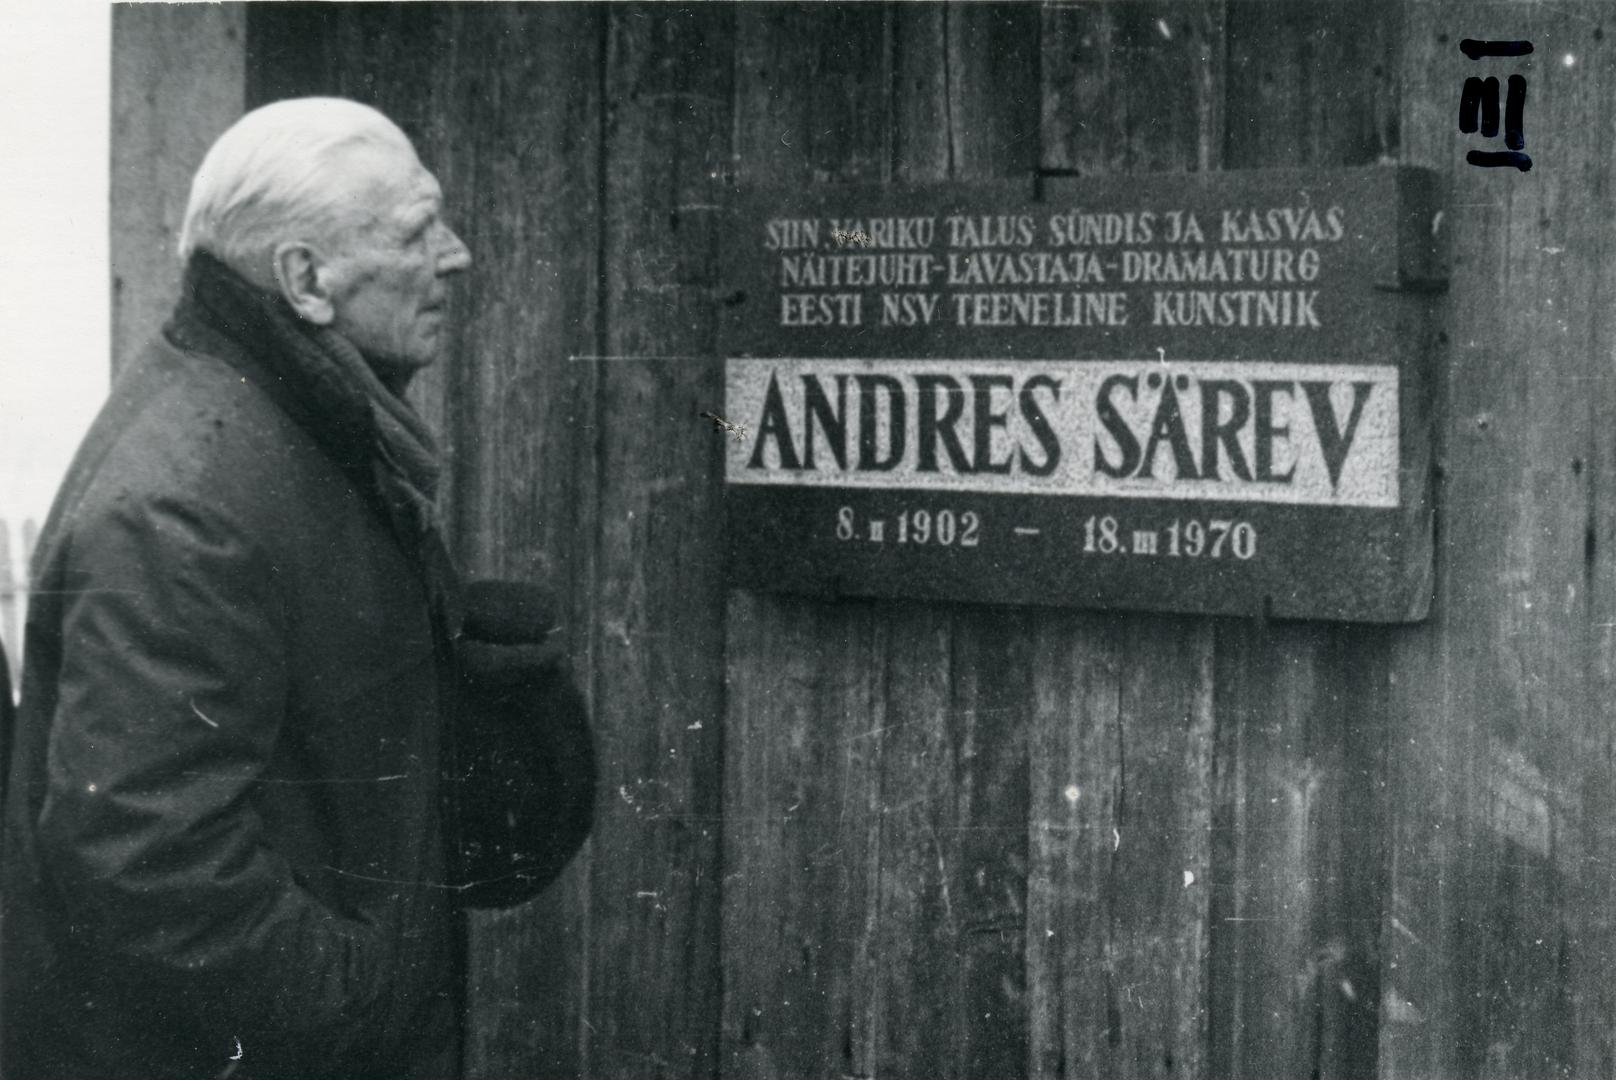 SIIN, VARIKU TALUS SÜNDIS JA KASVAS
NÄITEJUHT-LAVASTAJA-DRAMATURG
EESTI NSV TEENELINE KUNSTNIK
ANDRES SÄREV
8. II 1902 – 18. III 1970